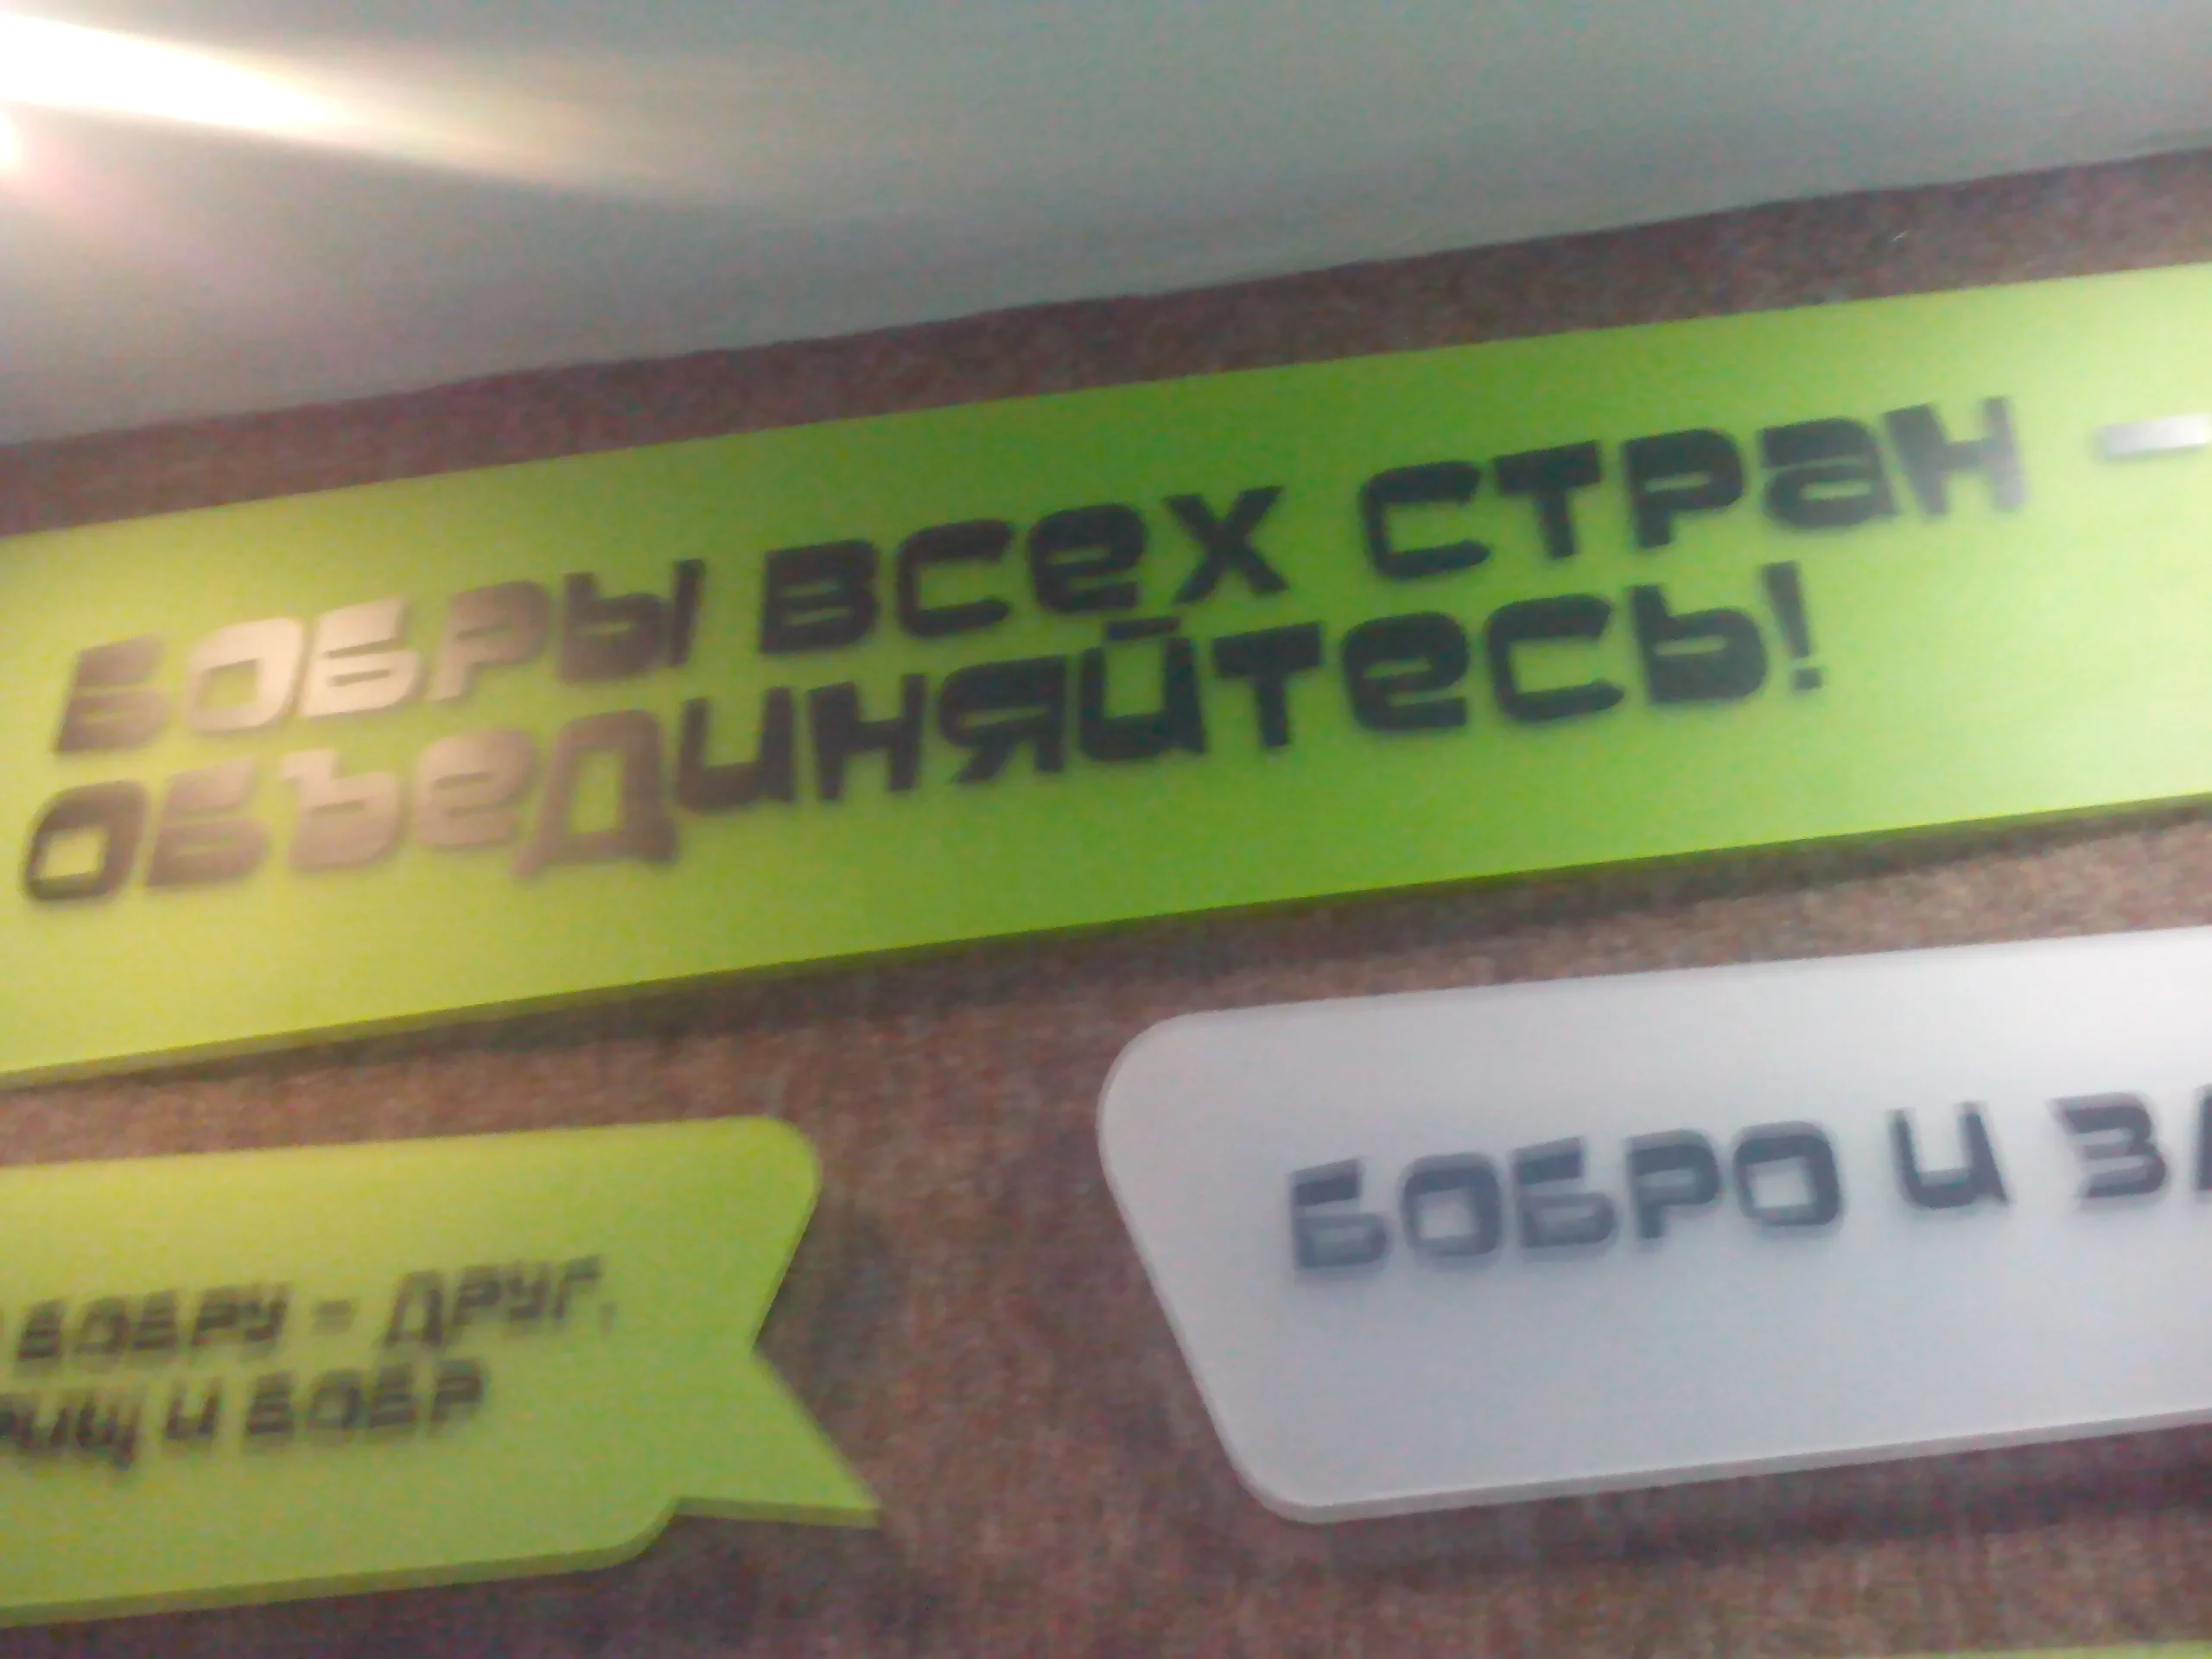 Бобры всех стран -
объединяйтесь!
БОБРО И
БОБРУ - ДРУГ,
И БОБР